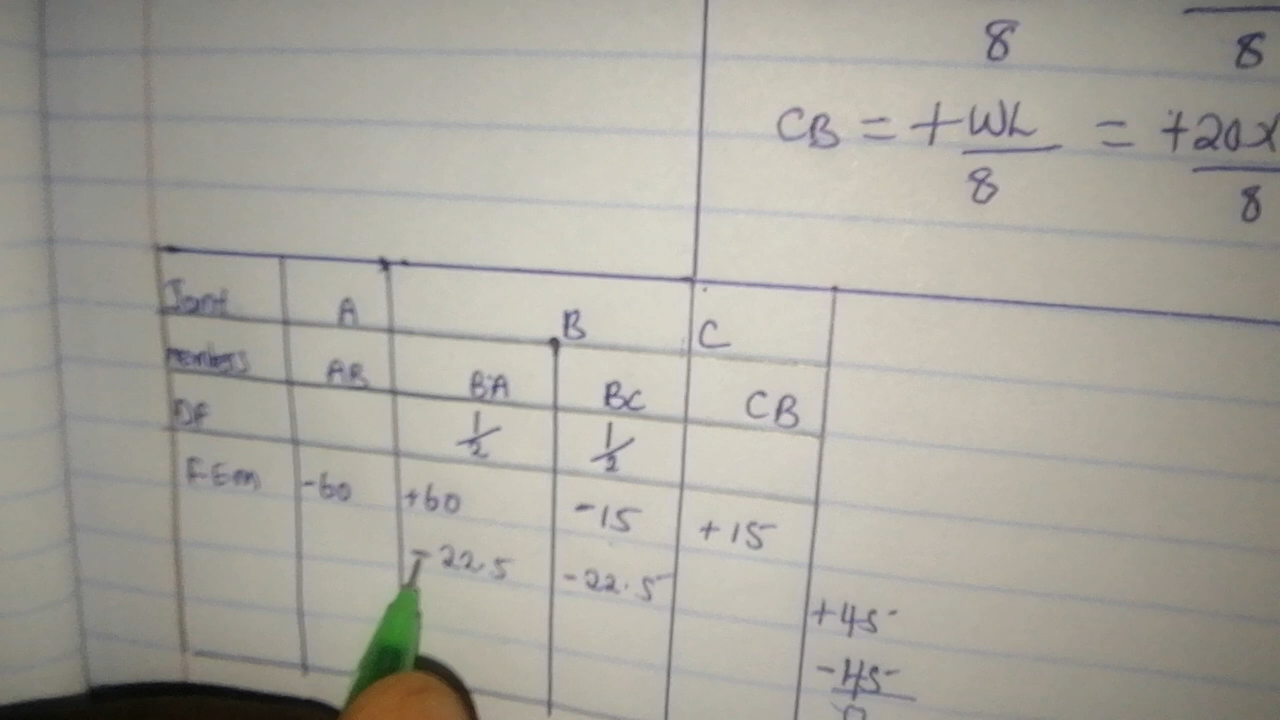 8 8
CB = +WL/8 = +20x/8
Joint A B C
members AB BA BC CB
DF 1/2 1/2
FEm -60 +60 -15 +15
-22.5 -22.5
+45
-45
0